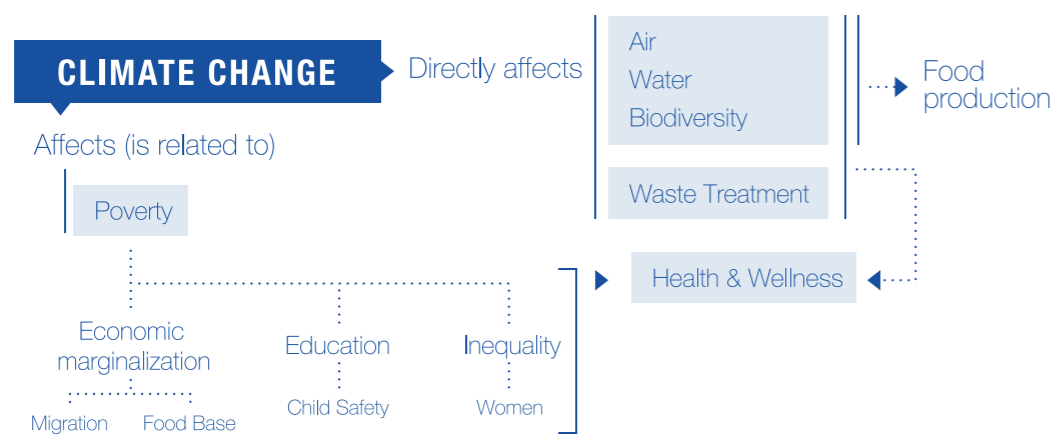 CLIMATE CHANGE
Directly affects
Air
Water
Biodiversity
Waste Treatment
Food
production
Affects (is related to)
Poverty
Health & Wellness
Economic
marginalization
Education
Inequality
Migration
Food Base
Child Safety
Women